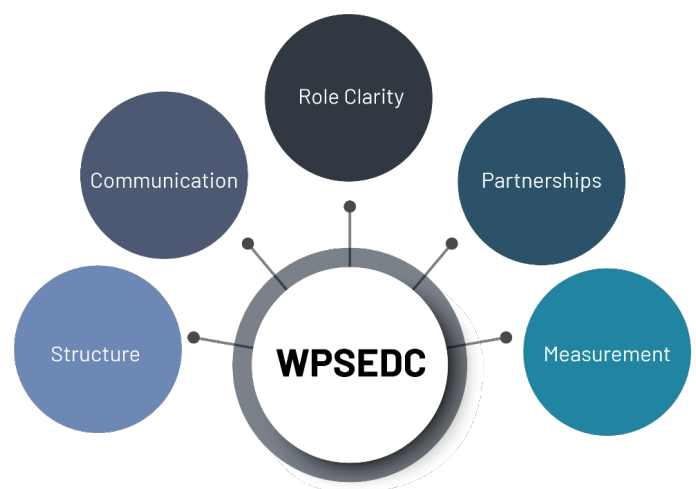 Role Clarity
Communication
Partnerships
Structure
WPSEDC
Measurement